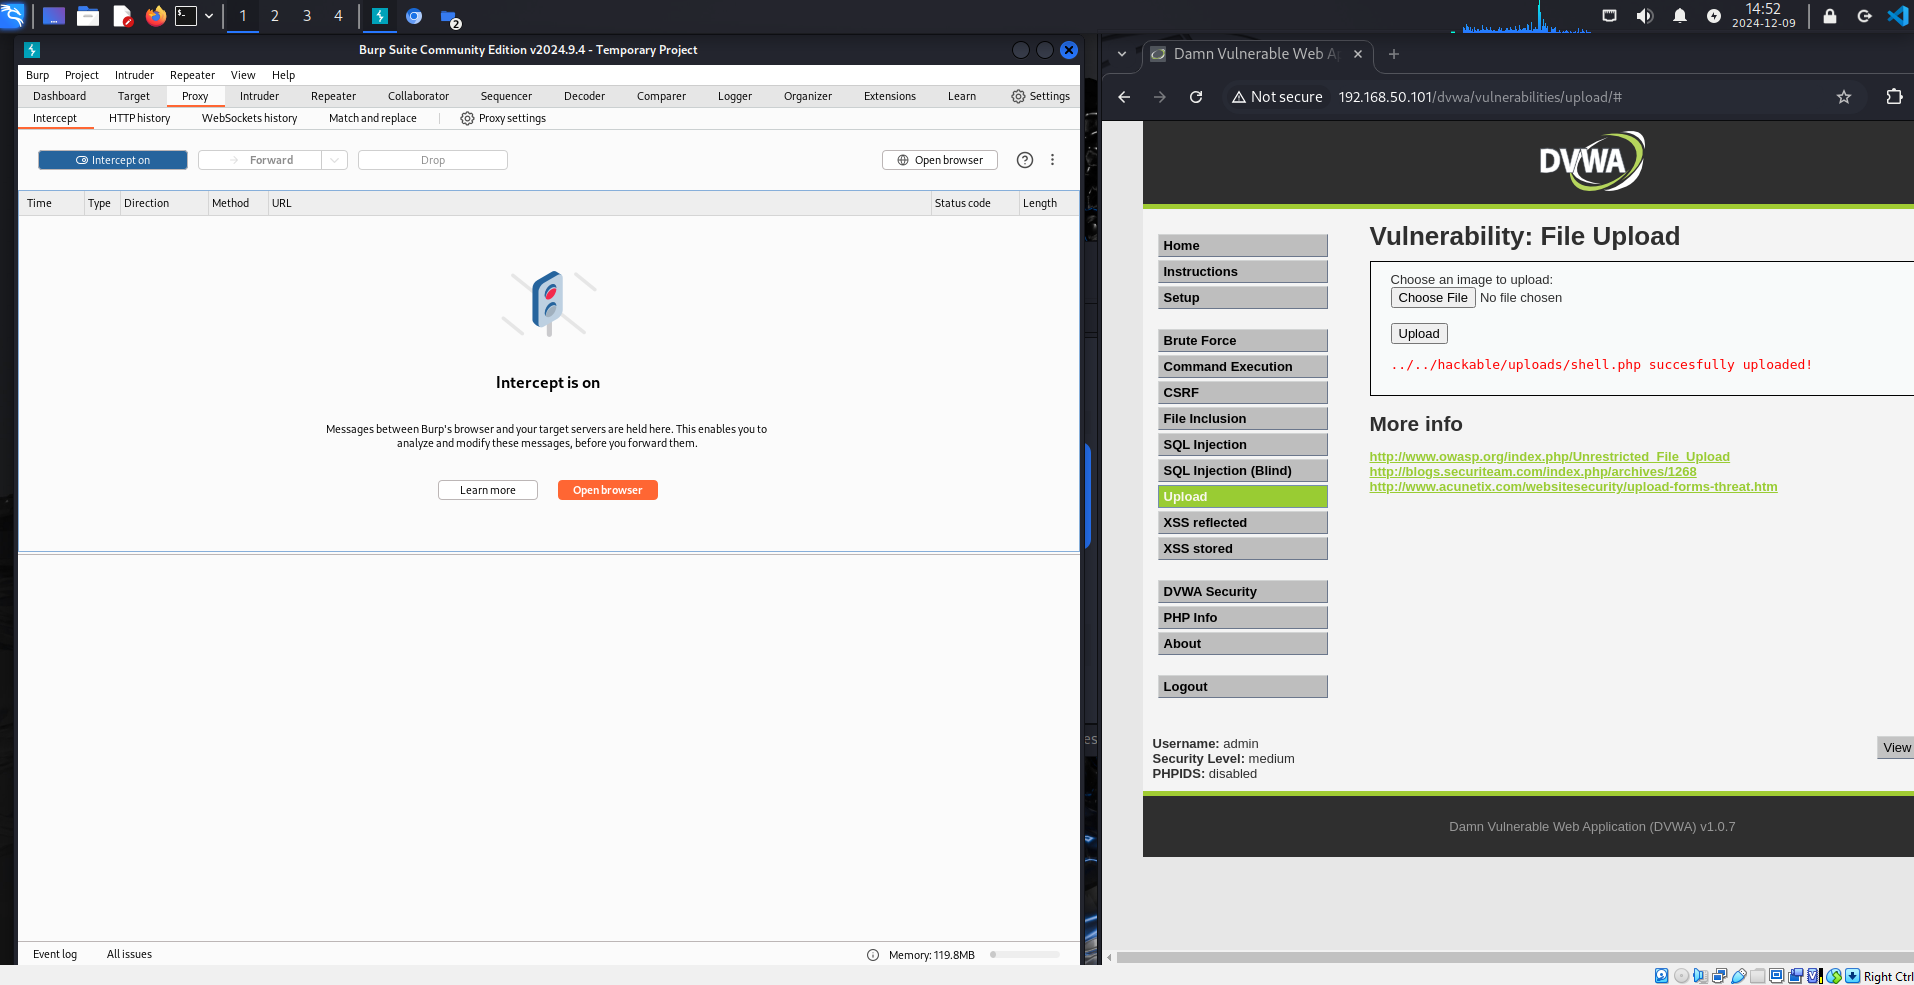 1 2 3 4 2 14:52
2024-12-09
Burp Suite Community Edition v2024.9.4 - Temporary Project
Burp Project Intruder Repeater View Help
Dashboard Target Proxy Intruder Repeater Collaborator Sequencer Decoder Comparer Logger Organizer Extensions Learn Settings
Intercept HTTP history WebSockets history Match and replace Proxy settings
Intercept on Forward Drop Open browser
Time Type Direction Method URL Status code Length
Intercept is on
Messages between Burp's browser and your target servers are held here. This enables you to
analyze and modify these messages, before you forward them.
Learn more Open browser
Event log All issues Memory: 119.8MB
es
Damn Vulnerable Web Ap
Not secure 192.168.50.101/dvwa/vulnerabilities/upload/#
DVWA
Home
Instructions
Setup
Brute Force
Command Execution
CSRF
File Inclusion
SQL Injection
SQL Injection (Blind)
Upload
XSS reflected
XSS stored
DVWA Security
PHP Info
About
Logout
Vulnerability: File Upload
Choose an image to upload:
Choose File No file chosen
Upload
../../hackable/uploads/shell.php succesfully uploaded!
More info
http://www.owasp.org/index.php/Unrestricted_File_Upload
http://blogs.securiteam.com/index.php/archives/1268
http://www.acunetix.com/websitesecurity/upload-forms-threat.htm
Username: admin
Security Level: medium
PHPIDS: disabled
View
Damn Vulnerable Web Application (DVWA) v1.0.7
Right Ctrl